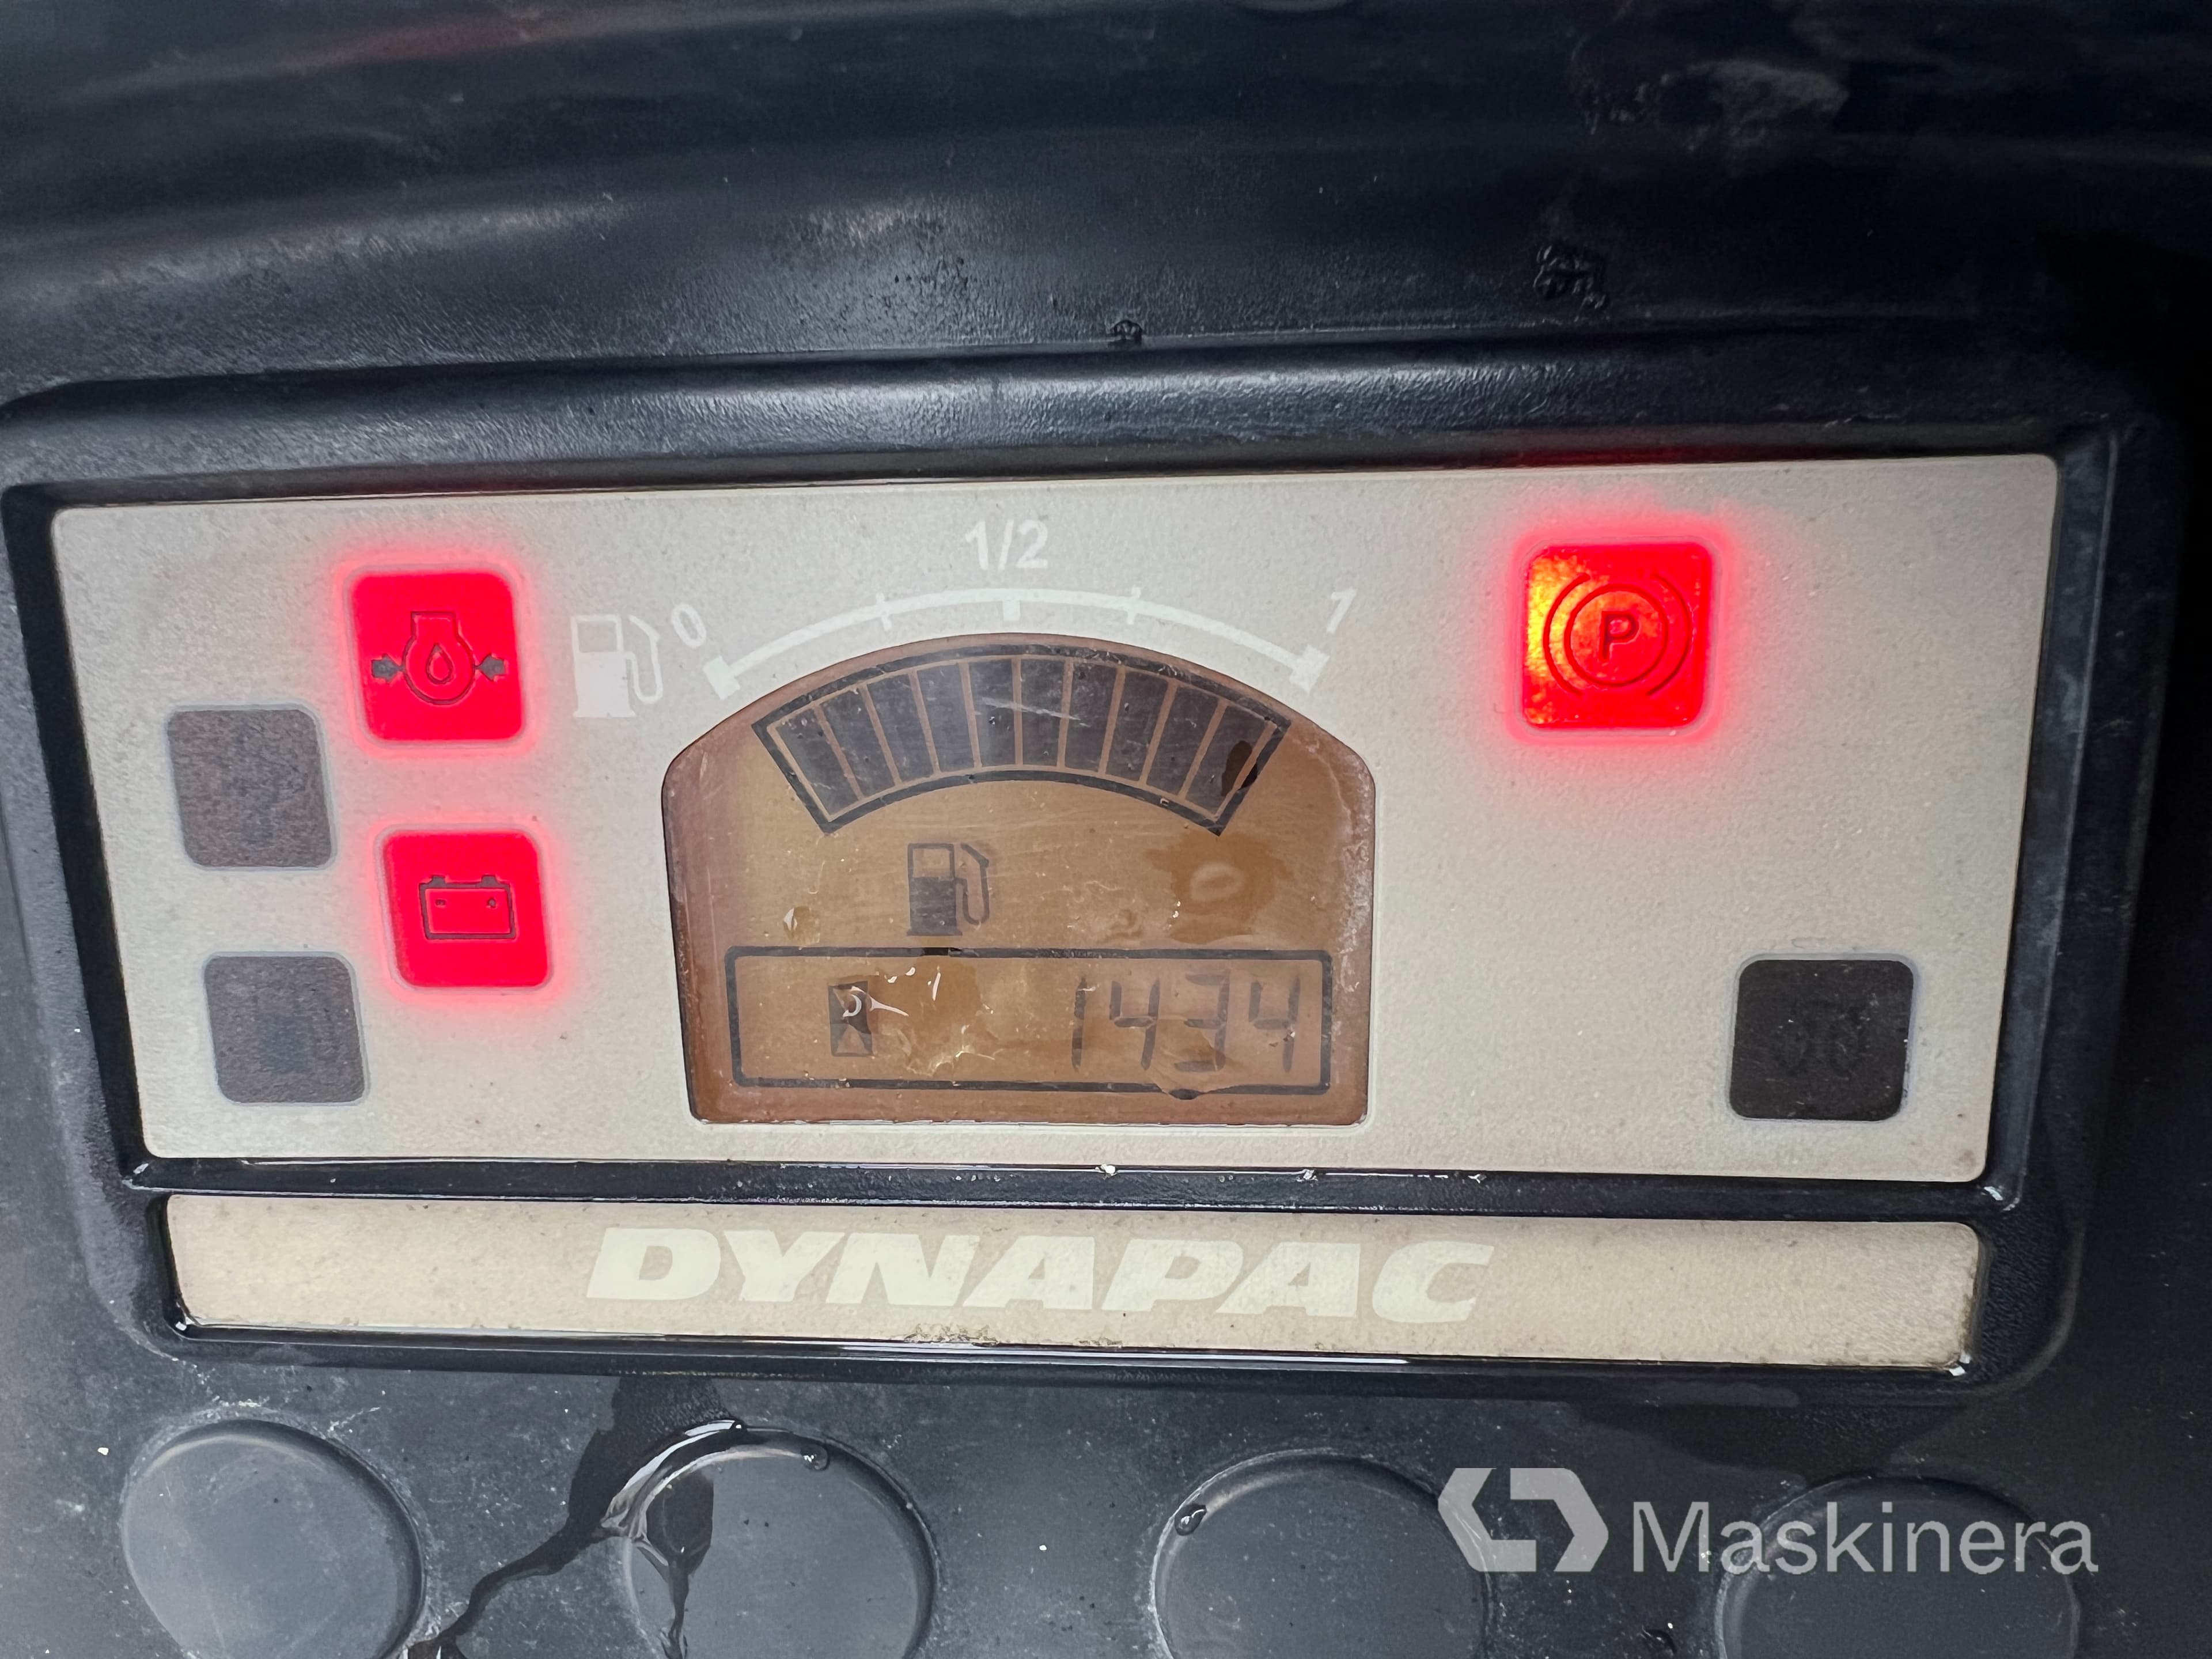 1/2
0
1
P
1434
DYNAPAC
Maskinera